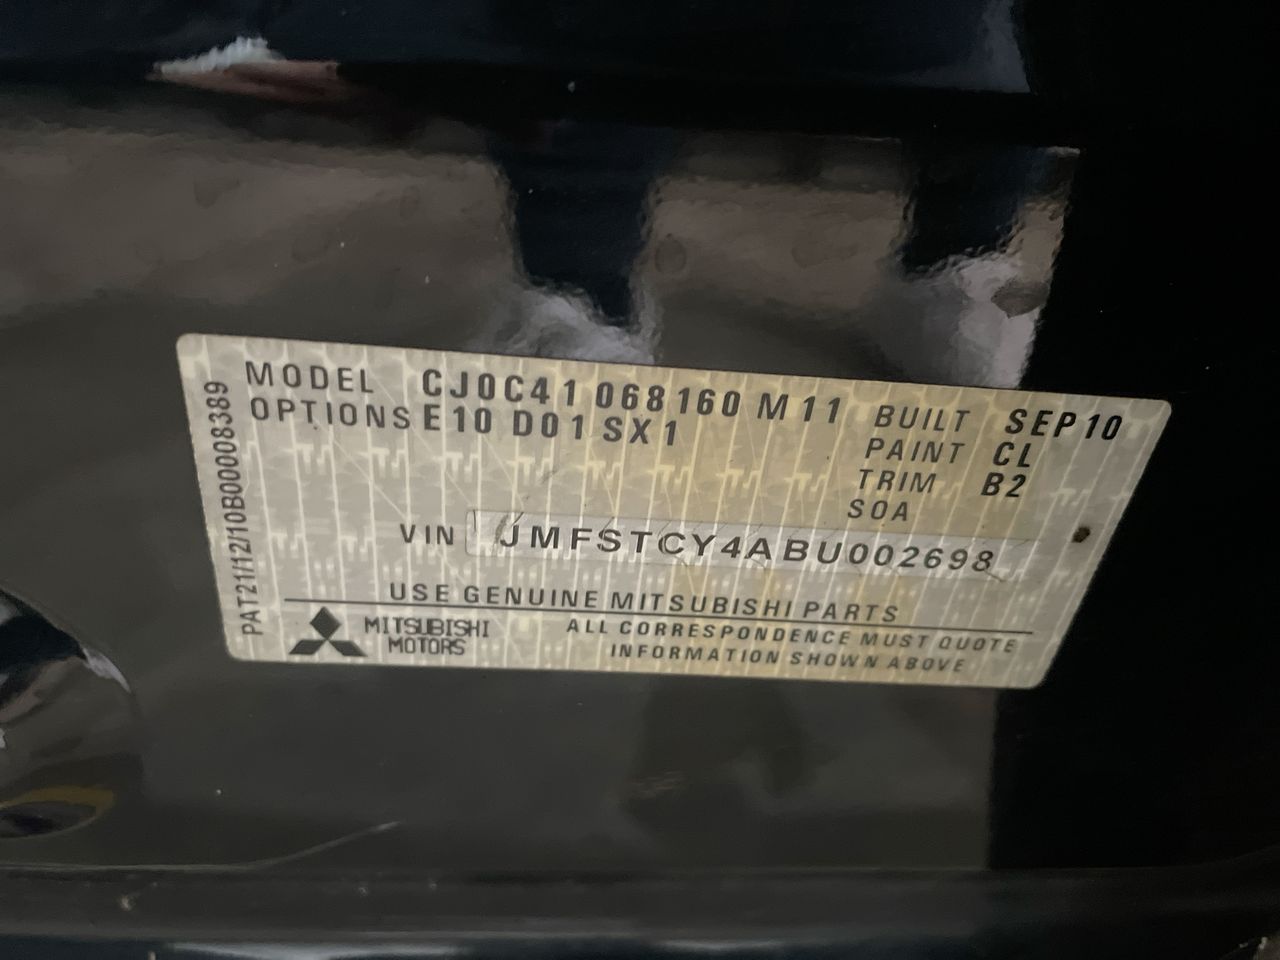 MODEL CJ0C41 068160 M11 BUILT SEP10
OPTIONS E10 D01 SX1 PAINT CL
TRIM B2
SOA
VIN JMFSTCY4ABU002698
USE GENUINE MITSUBISHI PARTS
MITSUBISHI MOTORS
ALL CORRESPONDENCE MUST QUOTE
INFORMATION SHOWN ABOVE
PAT21/12/10B00008389